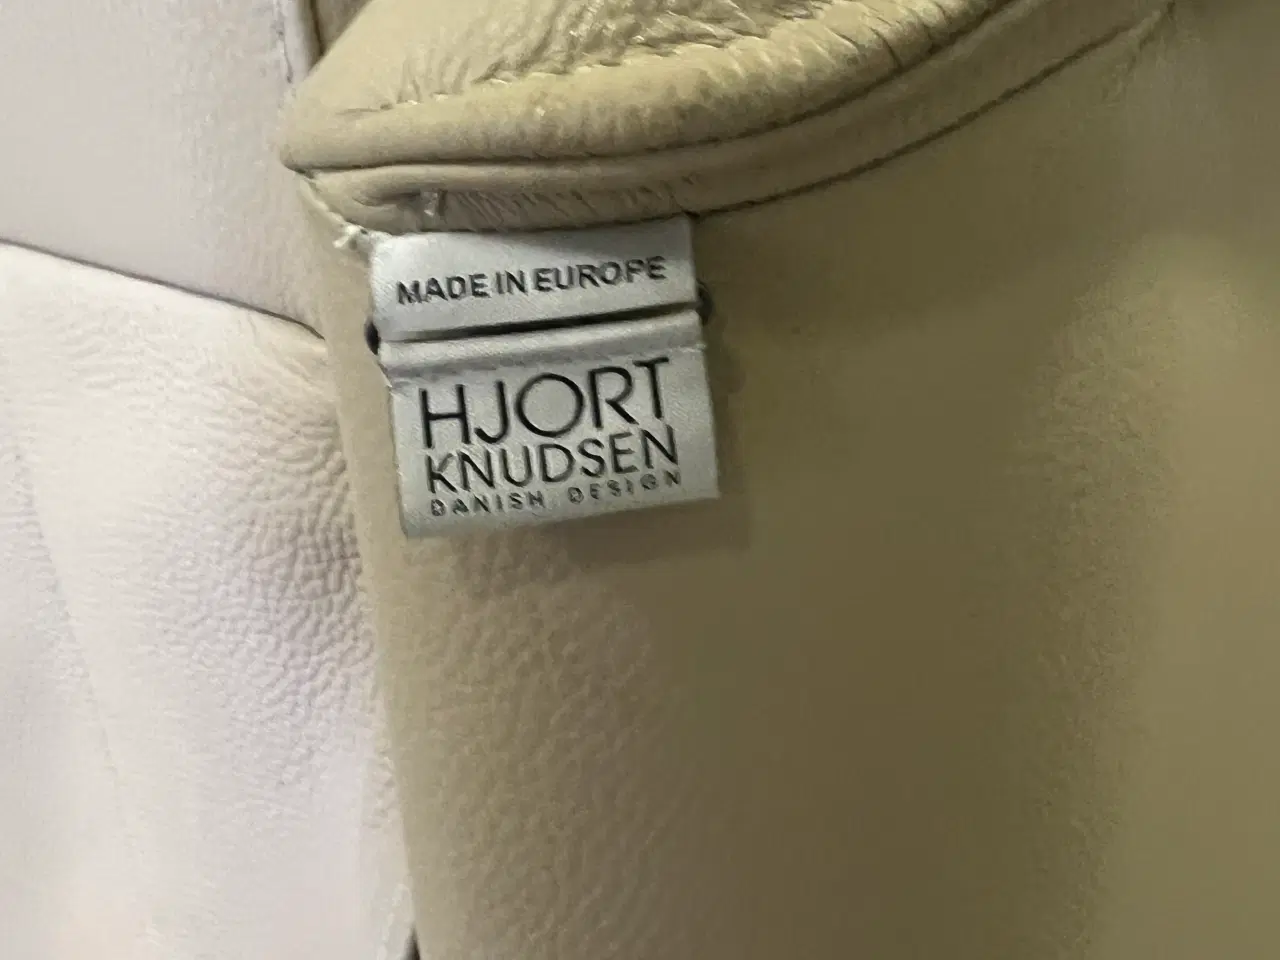 MADE IN EUROPE
HJORT
KNUDSEN
DANISH DESIGN